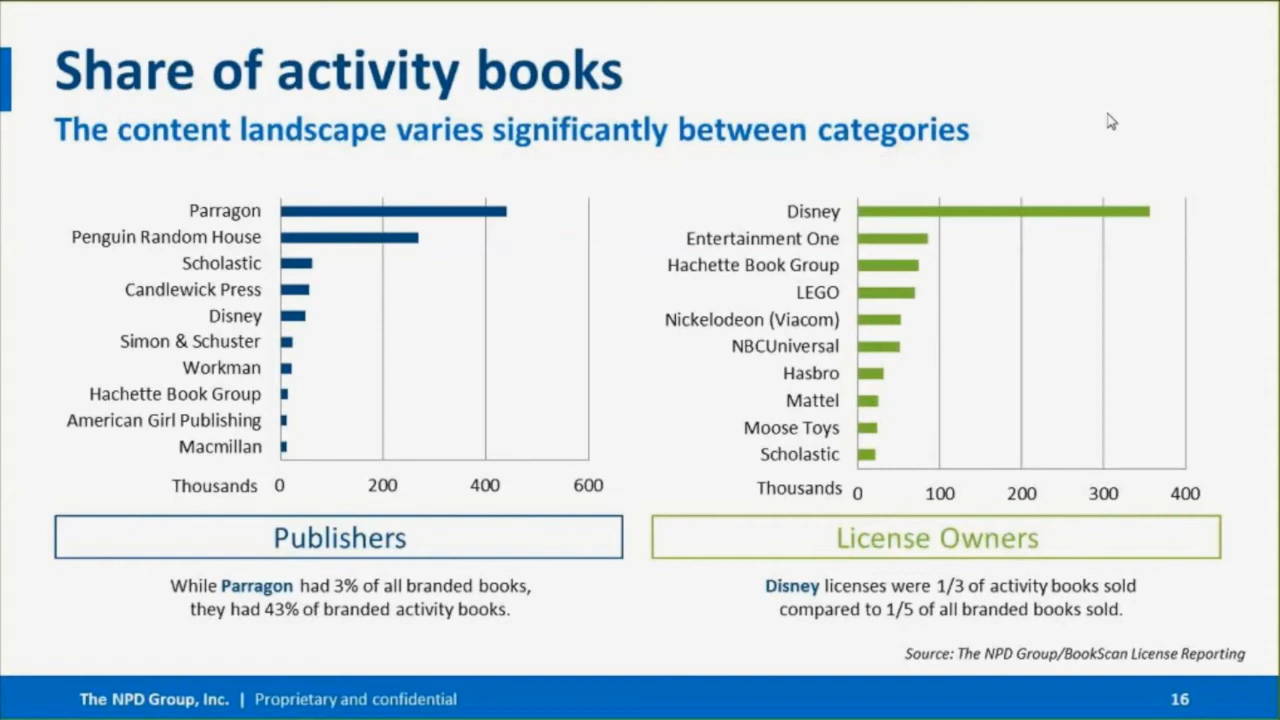 Share of activity books
The content landscape varies significantly between categories
Parragon
Penguin Random House
Scholastic
Candlewick Press
Disney
Simon & Schuster
Workman
Hachette Book Group
American Girl Publishing
Macmillan
Thousands 0 200 400 600
Publishers
While Parragon had 3% of all branded books,
they had 43% of branded activity books.
Disney
Entertainment One
Hachette Book Group
LEGO
Nickelodeon (Viacom)
NBCUniversal
Hasbro
Mattel
Moose Toys
Scholastic
Thousands 0 100 200 300 400
License Owners
Disney licenses were 1/3 of activity books sold
compared to 1/5 of all branded books sold.
Source: The NPD Group/BookScan License Reporting
The NPD Group, Inc. | Proprietary and confidential 16